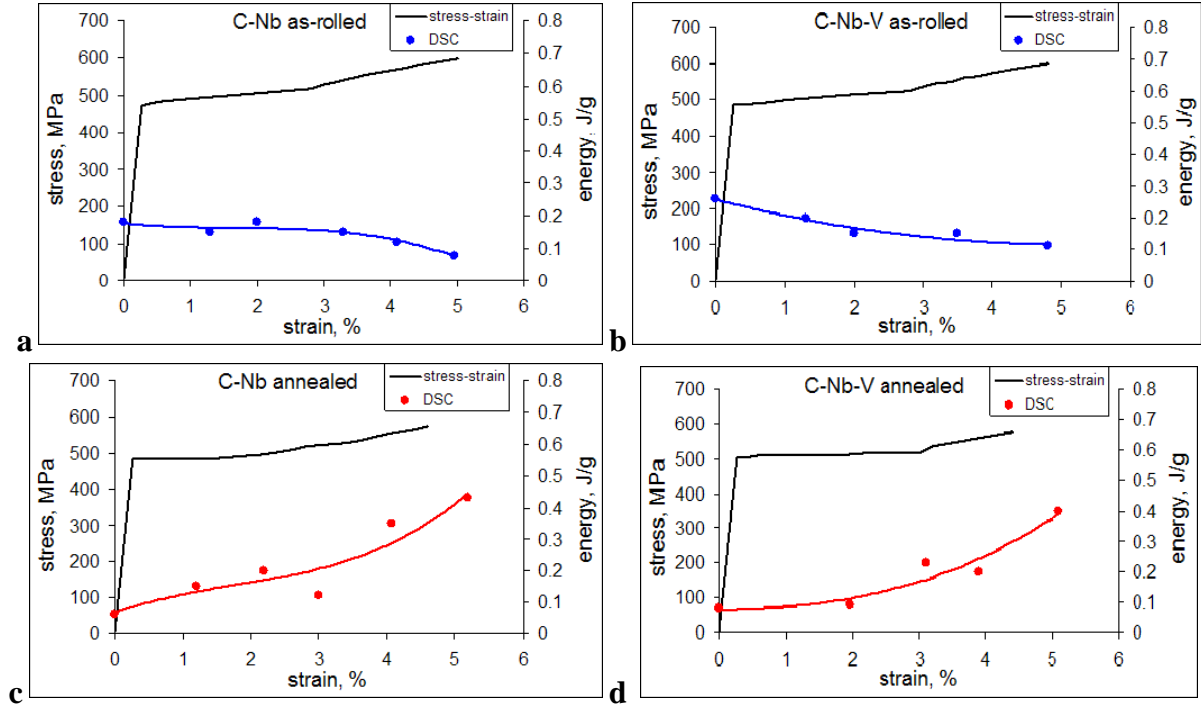 C-Nb as-rolled
stress-strain
DSC
700
600
500
400
300
200
100
0
stress, MPa
0.8
0.7
0.6
0.5
0.4
0.3
0.2
0.1
0
energy, J/g
0 1 2 3 4 5 6
strain, %
a
C-Nb-V as-rolled
stress-strain
DSC
700
600
500
400
300
200
100
0
stress, MPa
0.8
0.7
0.6
0.5
0.4
0.3
0.2
0.1
0
energy, J/g
0 1 2 3 4 5 6
strain, %
b
C-Nb annealed
stress-strain
DSC
700
600
500
400
300
200
100
0
stress, MPa
0.8
0.7
0.6
0.5
0.4
0.3
0.2
0.1
0
energy, J/g
0 1 2 3 4 5 6
strain, %
c
C-Nb-V annealed
stress-strain
DSC
700
600
500
400
300
200
100
0
stress, MPa
0.8
0.7
0.6
0.5
0.4
0.3
0.2
0.1
0
energy, J/g
0 1 2 3 4 5 6
strain, %
d